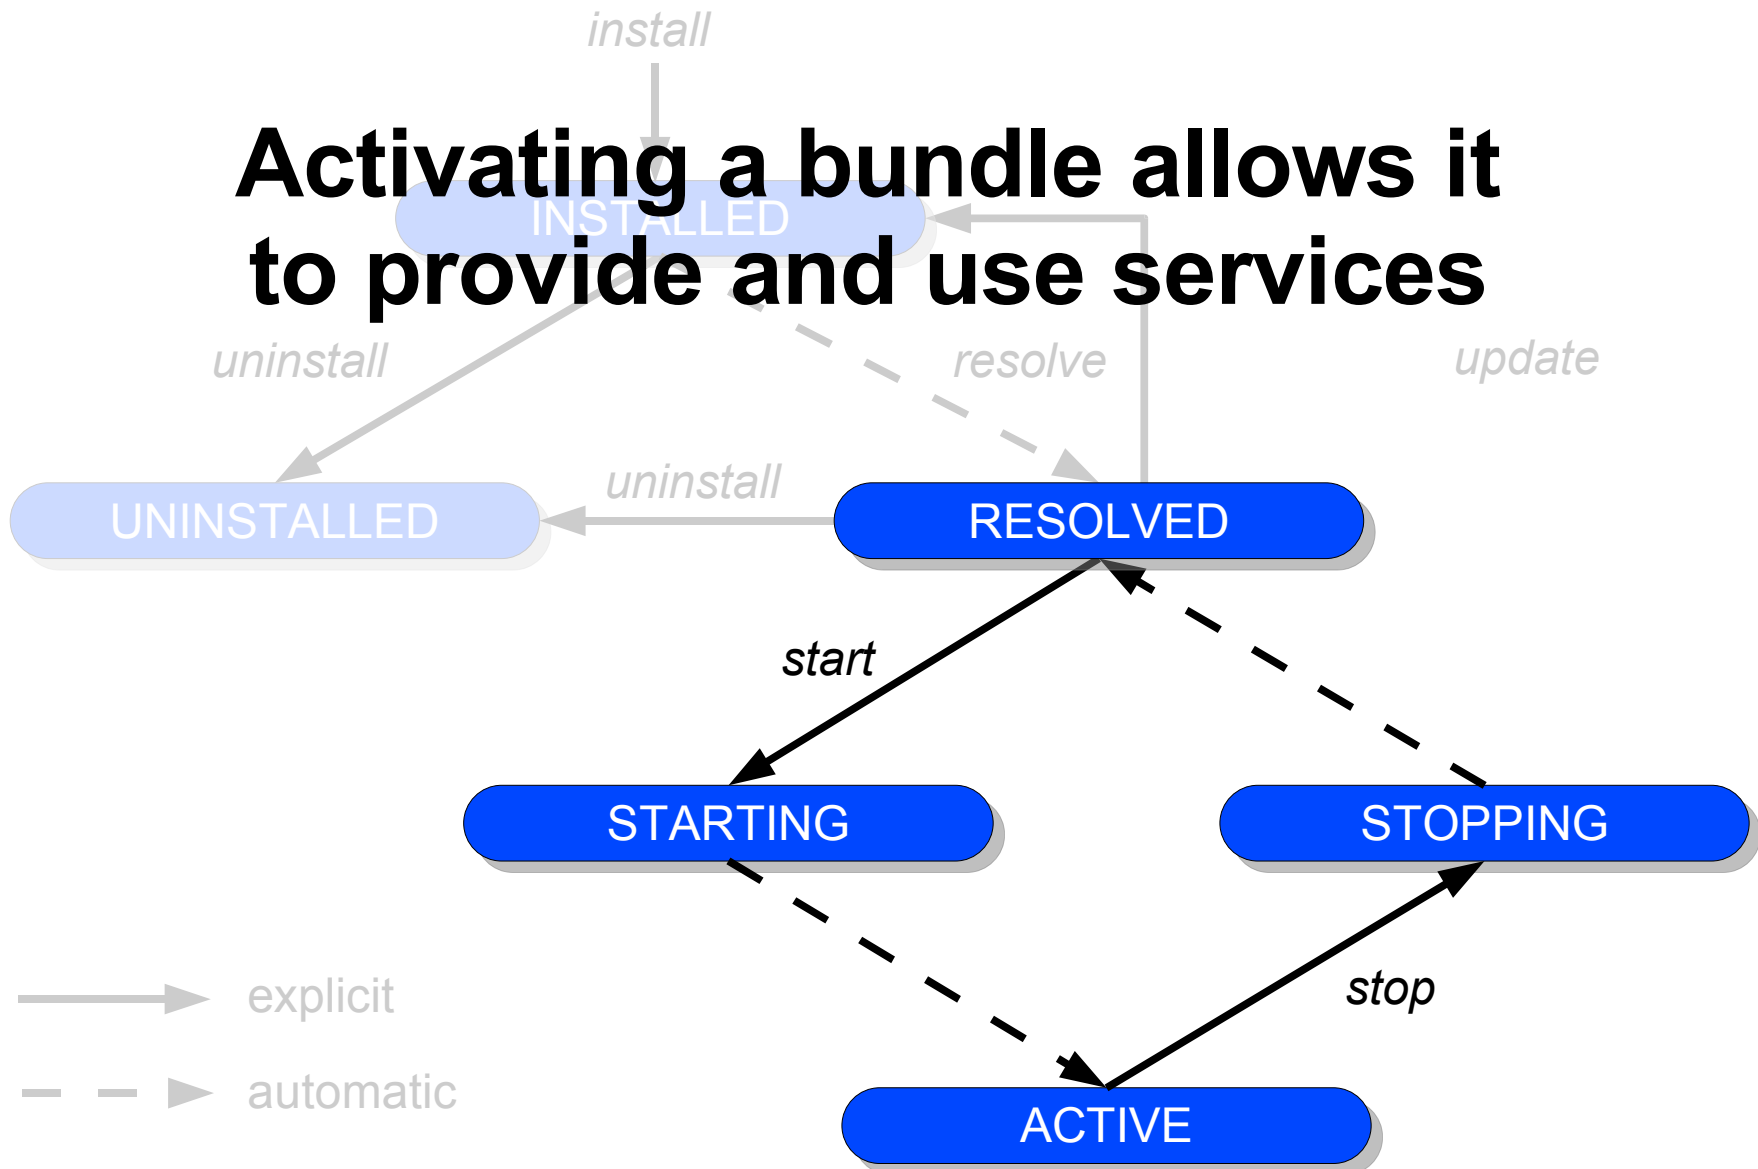 install
Activating a bundle allows it
INSTALLED
to provide and use services
uninstall
resolve
update
uninstall
UNINSTALLED
RESOLVED
start
STARTING
STOPPING
explicit
stop
automatic
ACTIVE